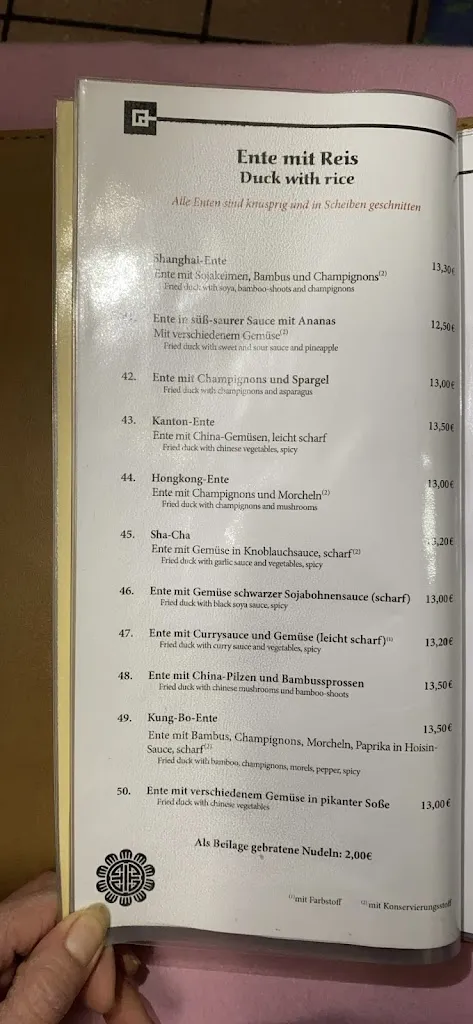 Ente mit Reis
Duck with rice
Alle Enten sind knusprig und in Scheiben geschnitten
Shanghai-Ente 13,30€
Ente mit Sojakeimen, Bambus und Champignons(2)
Fried duck with soya, bamboo-shoots and champignons
Ente in süß-saurer Sauce mit Ananas 12,50€
Mit verschiedenem Gemüse(2)
Fried duck with sweet and sour sauce and pineapple
42. Ente mit Champignons und Spargel 13,00€
Fried duck with champignons and asparagus
43. Kanton-Ente 13,50€
Ente mit China-Gemüsen, leicht scharf
Fried duck with chinese vegetables, spicy
44. Hongkong-Ente 13,00€
Ente mit Champignons und Morcheln(2)
Fried duck with champignons and mushrooms
45. Sha-Cha 3,20€
Ente mit Gemüse in Knoblauchsauce, scharf(2)
Fried duck with garlic sauce and vegetables, spicy
46. Ente mit Gemüse schwarzer Sojabohnensauce (scharf) 13,00€
Fried duck with black soya sauce, spicy
47. Ente mit Currysauce und Gemüse (leicht scharf)(1) 13,20€
Fried duck with curry sauce and vegetables, spicy
48. Ente mit China-Pilzen und Bambussprossen 13,50€
Fried duck with chinese mushrooms und bamboo-shoots
49. Kung-Bo-Ente 13,50€
Ente mit Bambus, Champignons, Morcheln, Paprika in Hoisin-
Sauce, scharf(2)
Fried duck with bamboo, champignons, morels, pepper, spicy
50. Ente mit verschiedenem Gemüse in pikanter Soße 13,00€
Fried duck with chinese vegetables
Als Beilage gebratene Nudeln: 2,00€
(1)mit Farbstoff (2)mit Konservierungsstoff